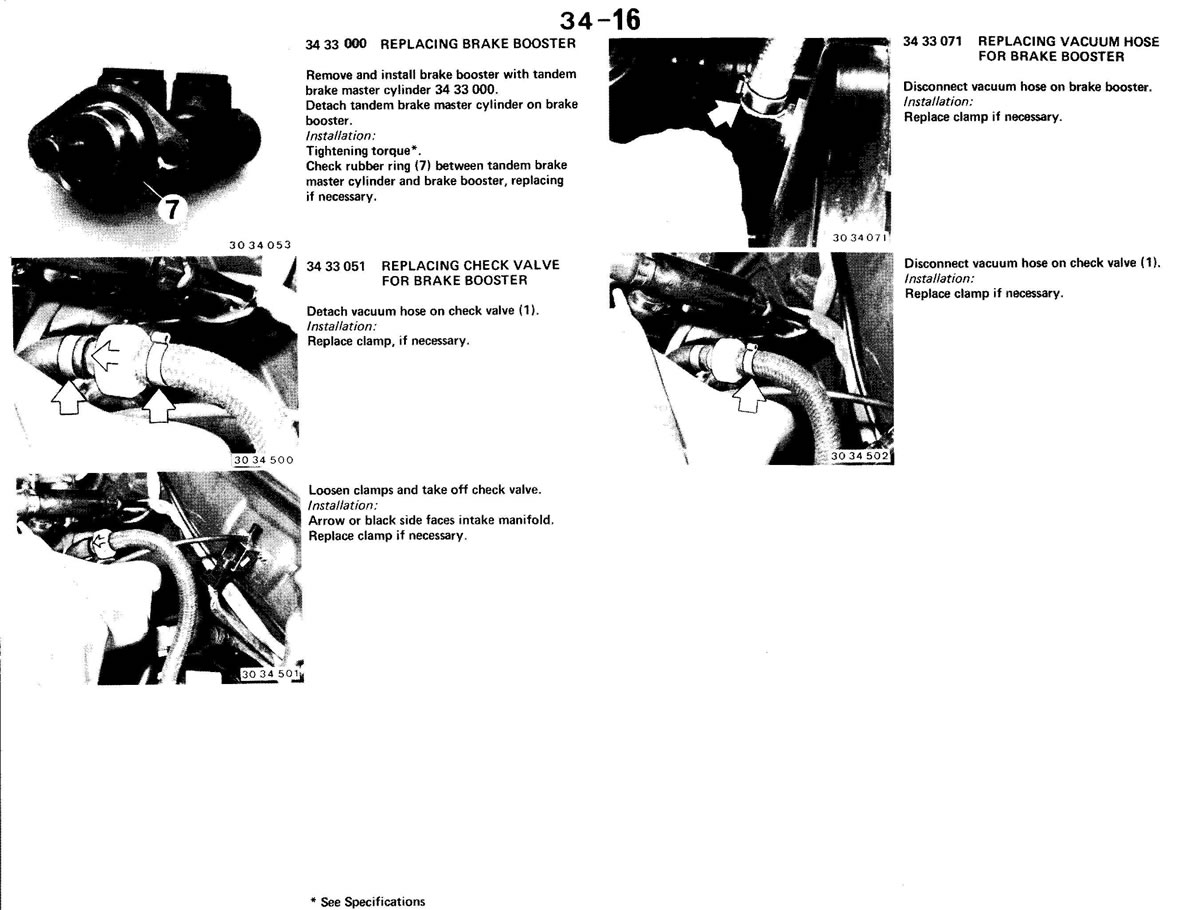 34-16
34 33 000 REPLACING BRAKE BOOSTER
Remove and install brake booster with tandem
brake master cylinder 34 33 000.
Detach tandem brake master cylinder on brake
booster.
Installation:
Tightening torque*.
Check rubber ring (7) between tandem brake
master cylinder and brake booster, replacing
if necessary.
7
30 34 053
34 33 051 REPLACING CHECK VALVE
FOR BRAKE BOOSTER
Detach vacuum hose on check valve (1).
Installation:
Replace clamp, if necessary.
30 34 500
Loosen clamps and take off check valve.
Installation:
Arrow or black side faces intake manifold.
Replace clamp if necessary.
30 34 501
34 33 071 REPLACING VACUUM HOSE
FOR BRAKE BOOSTER
Disconnect vacuum hose on brake booster.
Installation:
Replace clamp if necessary.
30 34 071
Disconnect vacuum hose on check valve (1).
Installation:
Replace clamp if necessary.
30 34 502
* See Specifications